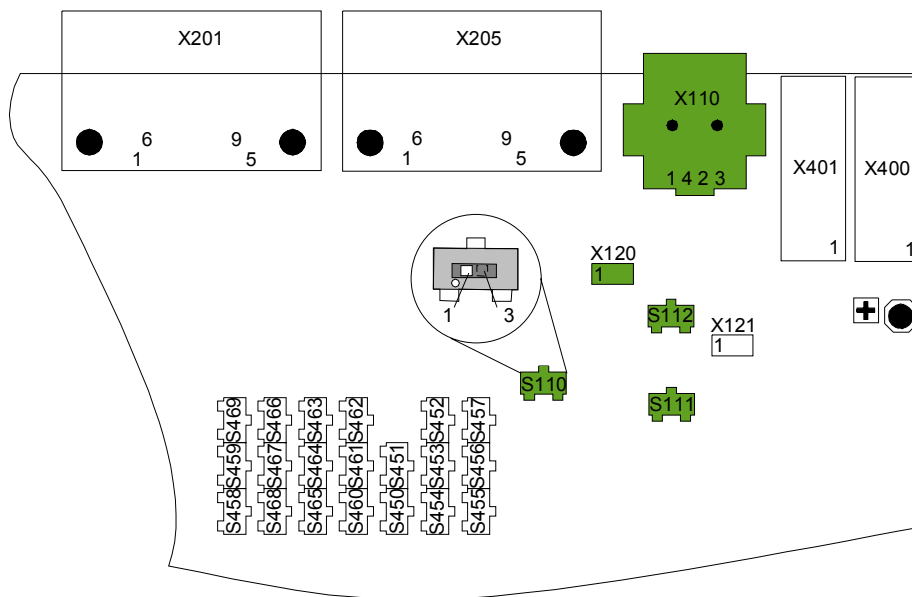 X201
X205
6
9
1
5
6
9
1
5
X110
1 4 2 3
X401
X400
1
1
X120
1
1
3
S112
X121
1
S110
S111
S469
S466
S463
S462
S452
S457
S459
S467
S464
S461
S451
S453
S456
S458
S468
S465
S460
S450
S454
S455